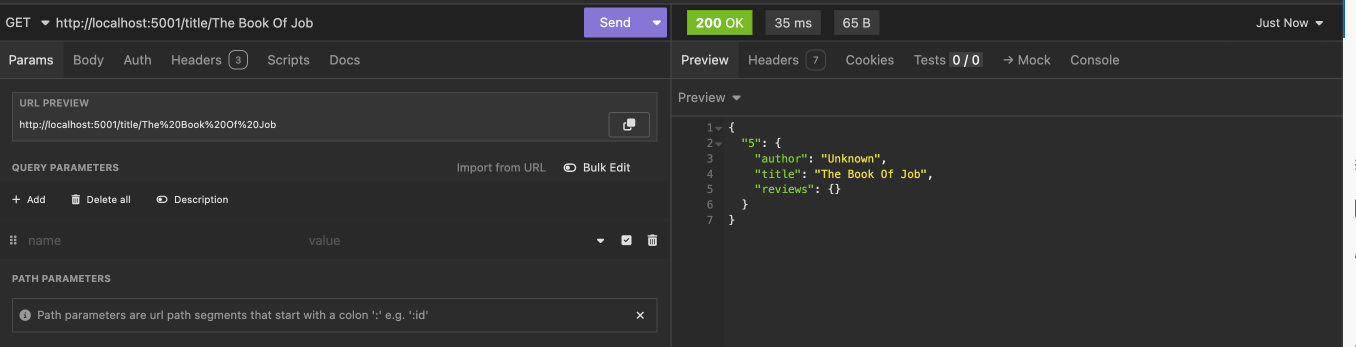 GET http://localhost:5001/title/The Book Of Job Send
Params Body Auth Headers 3 Scripts Docs
URL PREVIEW
http://localhost:5001/title/The%20Book%20Of%20Job
QUERY PARAMETERS Import from URL Bulk Edit
+ Add Delete all Description
name value
PATH PARAMETERS
Path parameters are url path segments that start with a colon ':' e.g. ':id'
200 OK 35 ms 65 B Just Now
Preview Headers 7 Cookies Tests 0 / 0 → Mock Console
Preview
1 {
2 "5": {
3 "author": "Unknown",
4 "title": "The Book Of Job",
5 "reviews": {}
6 }
7 }